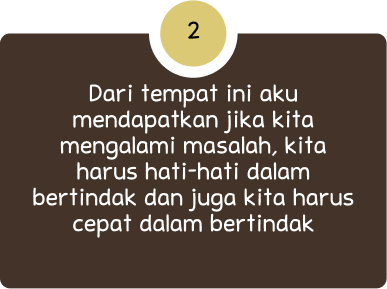 2
Dari tempat ini aku
mendapatkan jika kita
mengalami masalah, kita
harus hati-hati dalam
bertindak dan juga kita harus
cepat dalam bertindak